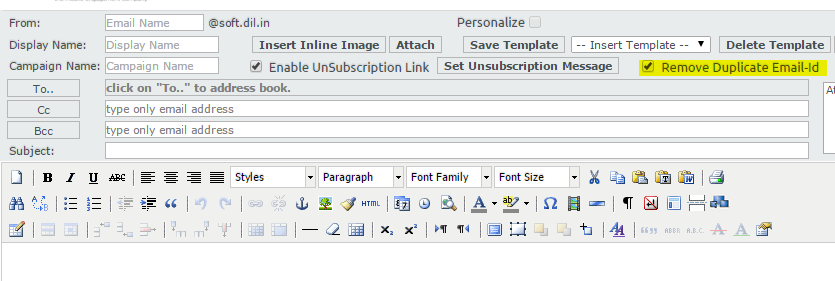 From: Email Name @soft.dil.in Personalize
Display Name: Display Name Insert Inline Image Attach Save Template -- Insert Template -- Delete Template
Campaign Name: Campaign Name Enable UnSubscription Link Set Unsubscription Message Remove Duplicate Email-Id
To.. click on "To.." to address book.
Cc type only email address
Bcc type only email address
Subject:
B I U ABC Styles Paragraph Font Family Font Size
HTML A ab